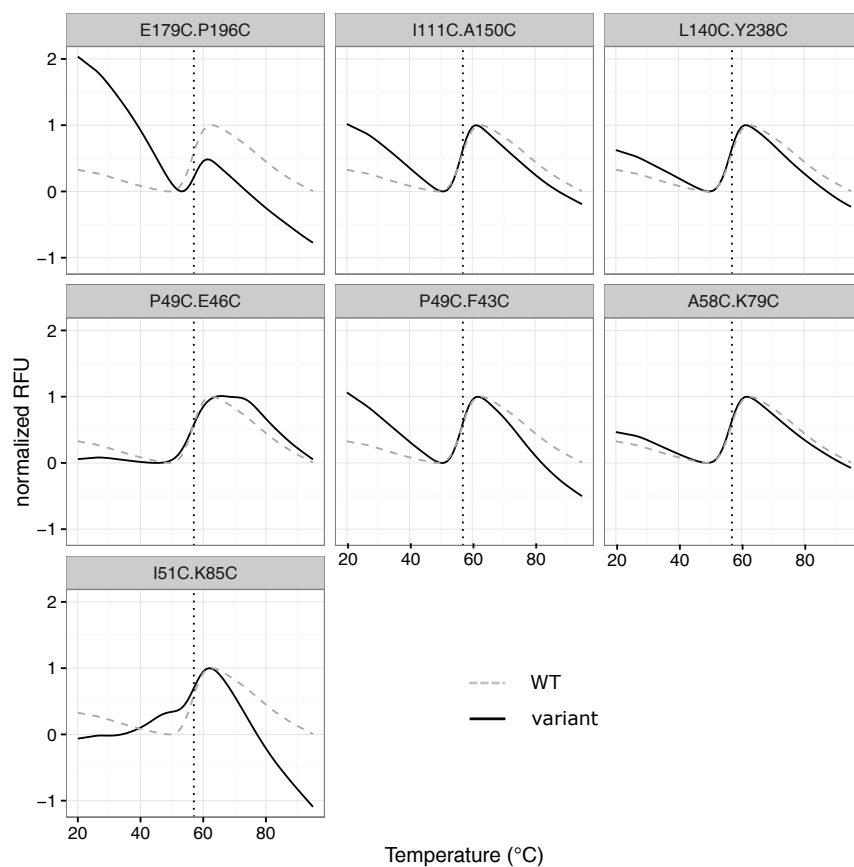 E179C.P196C
I111C.A150C
L140C.Y238C
2
1
0
−1
P49C.E46C
P49C.F43C
A58C.K79C
2
1
0
−1
20 40 60 80
20 40 60 80
I51C.K85C
2
1
0
−1
20 40 60 80
normalized RFU
Temperature (°C)
WT
variant